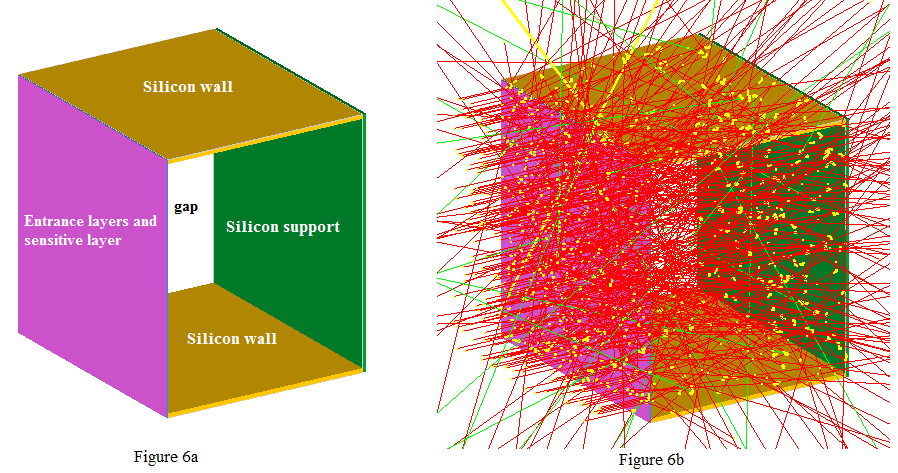 Silicon wall
gap
Entrance layers and
sensitive layer
Silicon support
Silicon wall
Figure 6a
Figure 6b